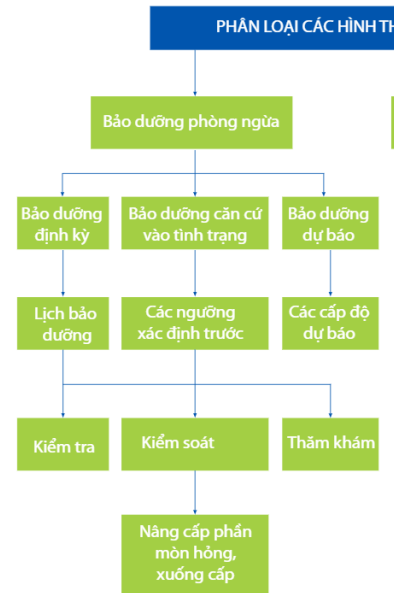 PHÂN LOẠI CÁC HÌNH
Bảo dưỡng phòng ngừa
Bảo dưỡng
định kỳ
Bảo dưỡng căn cứ
vào tình trạng
Bảo dưỡng
dự báo
Lịch bảo
dưỡng
Các ngưỡng
xác định trước
Các cấp độ
dự báo
Kiểm tra
Kiểm soát
Thăm khám
Nâng cấp phần
mòn hỏng,
xuống cấp